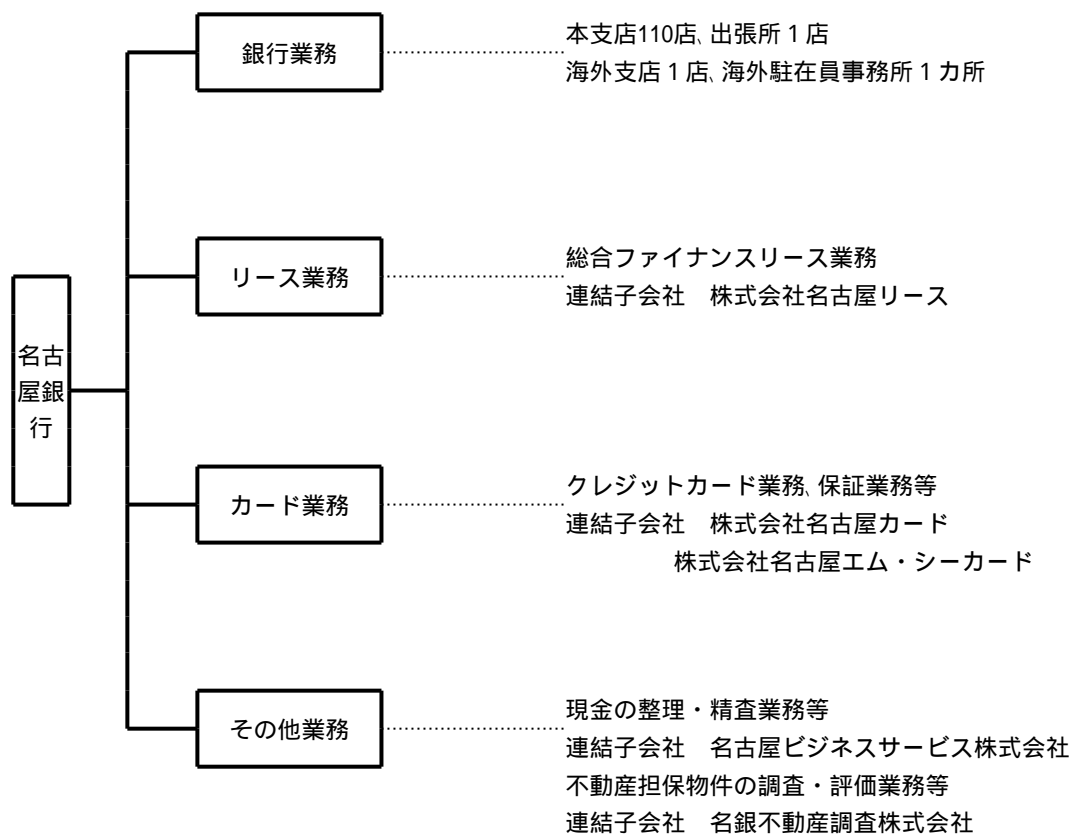 銀行業務
本支店110店、出張所1店
海外支店1店、海外駐在員事務所1カ所
リース業務
総合ファイナンスリース業務
連結子会社　株式会社名古屋リース
名古
屋銀
行
カード業務
クレジットカード業務、保証業務等
連結子会社　株式会社名古屋カード
株式会社名古屋エム・シーカード
その他業務
現金の整理・精査業務等
連結子会社　名古屋ビジネスサービス株式会社
不動産担保物件の調査・評価業務等
連結子会社　名銀不動産調査株式会社